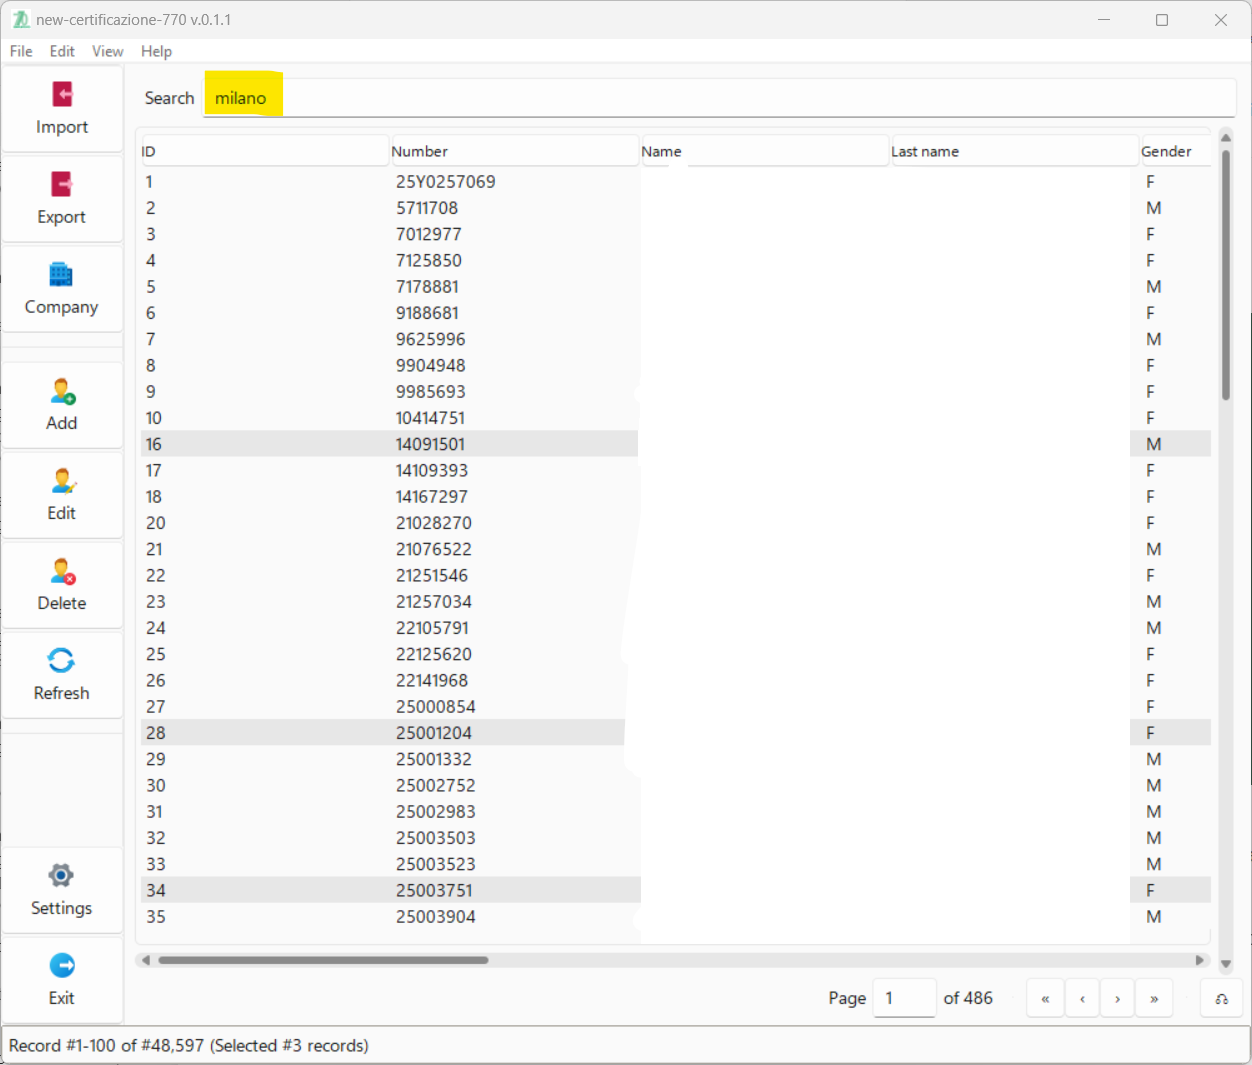 new-certificazione-770 v.0.1.1
File Edit View Help
Import
Export
Company
Add
Edit
Delete
Refresh
Settings
Exit
Search milano
ID Number Name Last name Gender
1 25Y0257069 F
2 5711708 M
3 7012977 F
4 7125850 F
5 7178881 M
6 9188681 F
7 9625996 M
8 9904948 F
9 9985693 F
10 10414751 F
16 14091501 M
17 14109393 F
18 14167297 F
20 21028270 F
21 21076522 M
22 21251546 F
23 21257034 M
24 22105791 M
25 22125620 F
26 22141968 F
27 25000854 F
28 25001204 F
29 25001332 M
30 25002752 M
31 25002983 M
32 25003503 M
33 25003523 M
34 25003751 F
35 25003904 M
Page 1 of 486 « ‹ › »
Record #1-100 of #48,597 (Selected #3 records)